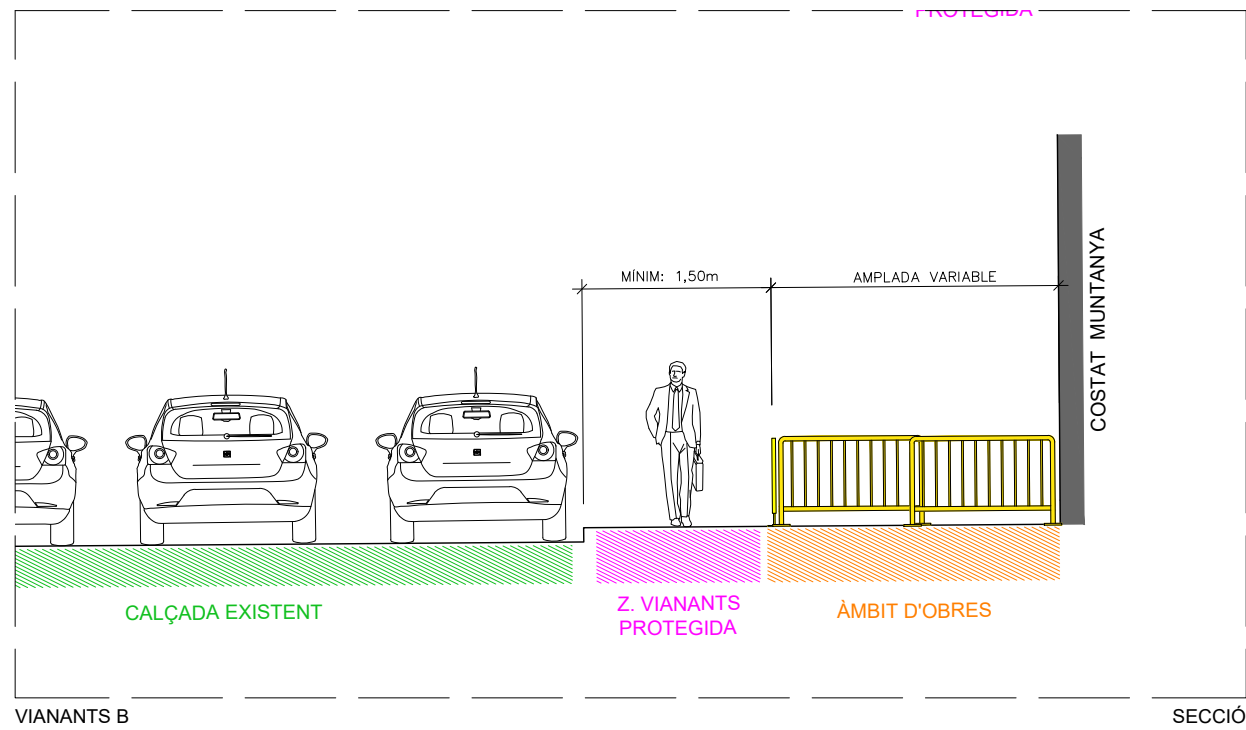 PROTEGIDA
MÍNIM: 1,50m
AMPLADA VARIABLE
COSTAT MUNTANYA
CALÇADA EXISTENT
Z. VIANANTS
PROTEGIDA
ÀMBIT D'OBRES
VIANANTS B
SECCIÓ